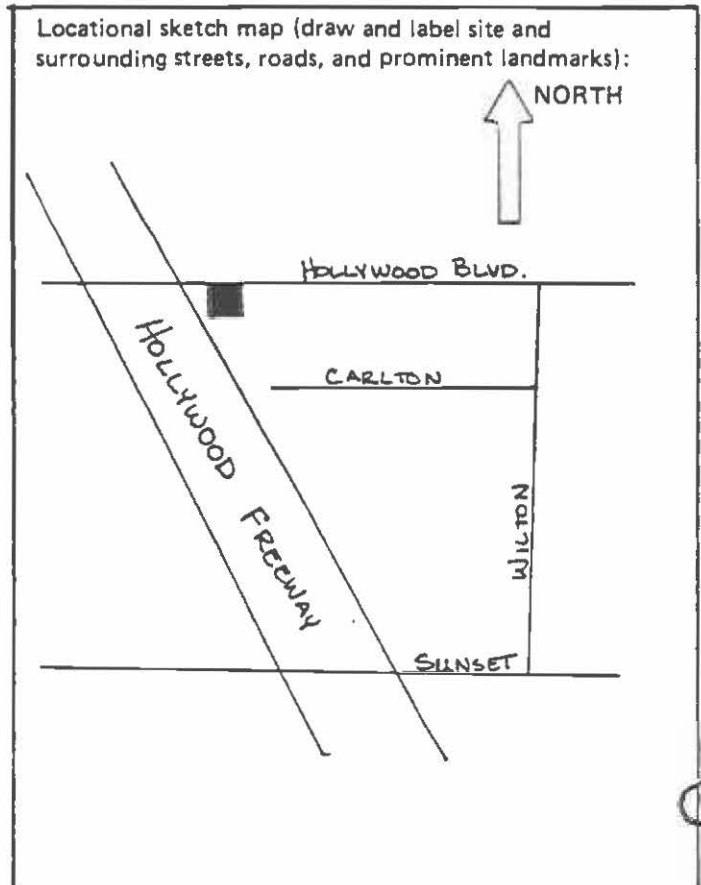 Locational sketch map (draw and label site and
surrounding streets, roads, and prominent landmarks):
NORTH
HOLLYWOOD BLVD.
CARLTON
HOLLYWOOD FREEWAY
WILTON
SUNSET